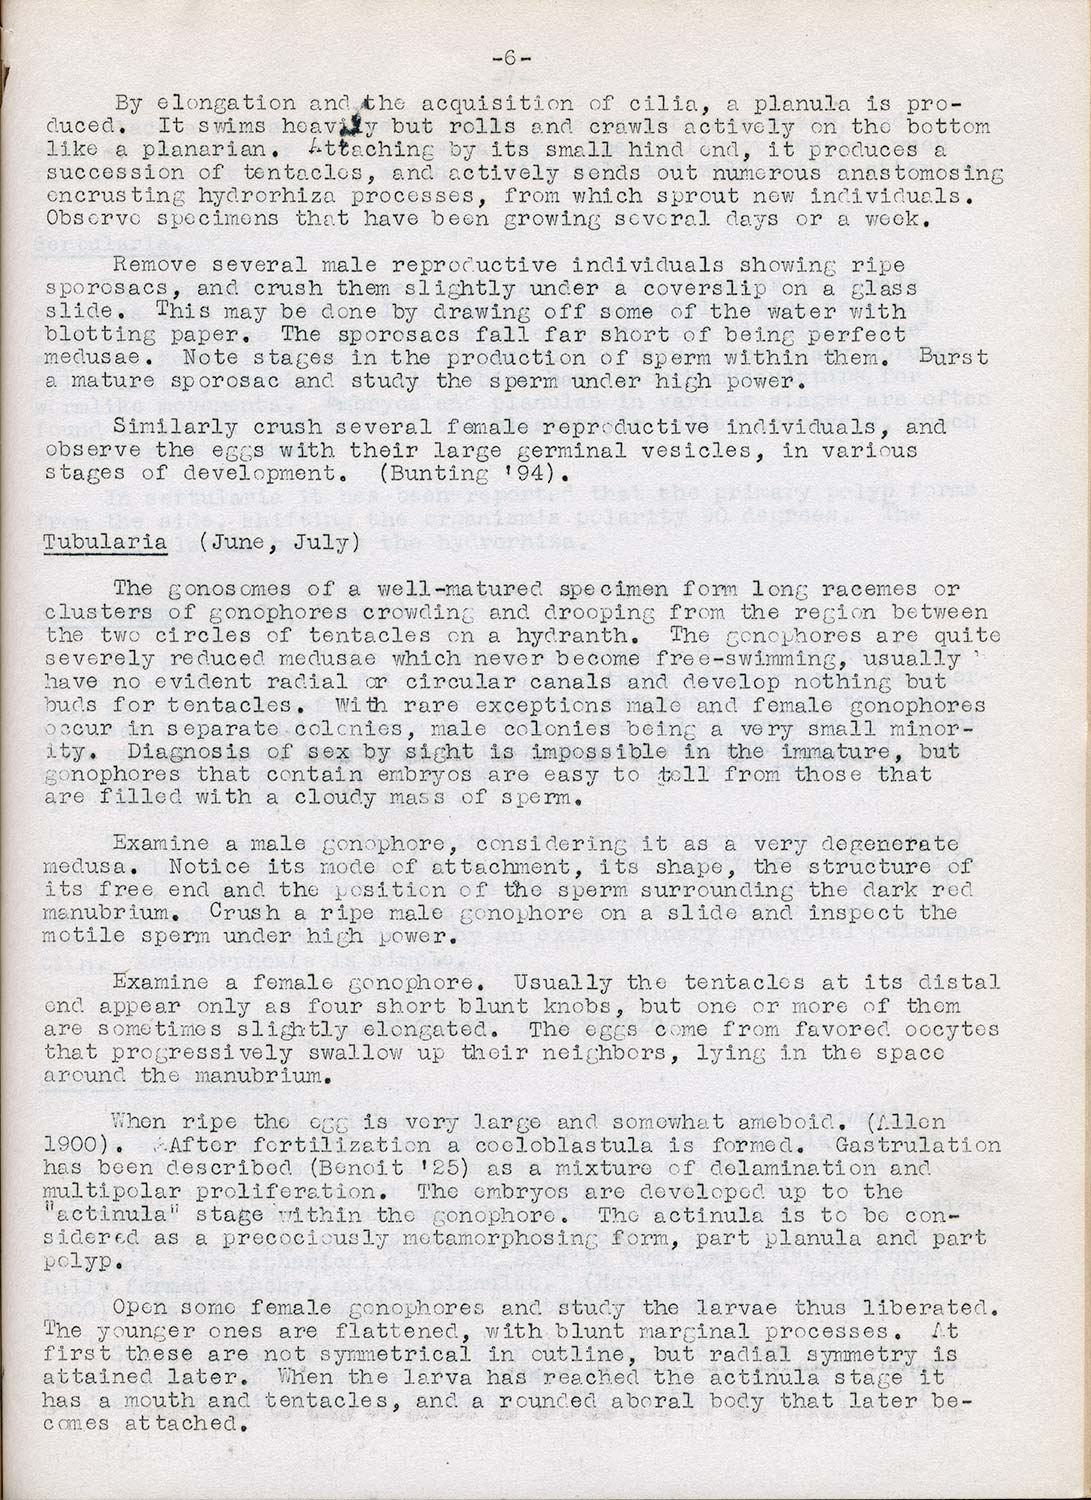 -6-
By elongation and the acquisition of cilia, a planula is pro-
duced. It swims heavily but rolls and crawls actively on the bottom
like a planarian. Attaching by its small hind end, it produces a
succession of tentacles, and actively sends out numerous anastomosing
encrusting hydrorhiza processes, from which sprout new individuals.
Observe specimens that have been growing several days or a week.
Remove several male reproductive individuals showing ripe
sporosacs, and crush them slightly under a coverslip on a glass
slide. This may be done by drawing off some of the water with
blotting paper. The sporosacs fall far short of being perfect
medusae. Note stages in the production of sperm within them. Burst
a mature sporosac and study the sperm under high power.
Similarly crush several female reproductive individuals, and
observe the eggs with their large germinal vesicles, in various
stages of development. (Bunting '94).
Tubularia (June, July)
The gonosomes of a well-matured specimen form long racemes or
clusters of gonophores crowding and drooping from the region between
the two circles of tentacles on a hydranth. The gonophores are quite
severely reduced medusae which never become free-swimming, usually
have no evident radial or circular canals and develop nothing but
buds for tentacles. With rare exceptions male and female gonophores
occur in separate colonies, male colonies being a very small minor-
ity. Diagnosis of sex by sight is impossible in the immature, but
gonophores that contain embryos are easy to tell from those that
are filled with a cloudy mass of sperm.
Examine a male gonophore, considering it as a very degenerate
medusa. Notice its mode of attachment, its shape, the structure of
its free end and the position of the sperm surrounding the dark red
manubrium. Crush a ripe male gonophore on a slide and inspect the
motile sperm under high power.
Examine a female gonophore. Usually the tentacles at its distal
end appear only as four short blunt knobs, but one or more of them
are sometimes slightly elongated. The eggs come from favored oocytes
that progressively swallow up their neighbors, lying in the space
around the manubrium.
When ripe the egg is very large and somewhat ameboid. (Allen
1900). After fertilization a coeloblastula is formed. Gastrulation
has been described (Benoit '25) as a mixture of delamination and
multipolar proliferation. The embryos are developed up to the
"actinula" stage within the gonophore. The actinula is to be con-
sidered as a precociously metamorphosing form, part planula and part
polyp.
Open some female gonophores and study the larvae thus liberated.
The younger ones are flattened, with blunt marginal processes. At
first these are not symmetrical in outline, but radial symmetry is
attained later. When the larva has reached the actinula stage it
has a mouth and tentacles, and a rounded aboral body that later be-
comes attached.